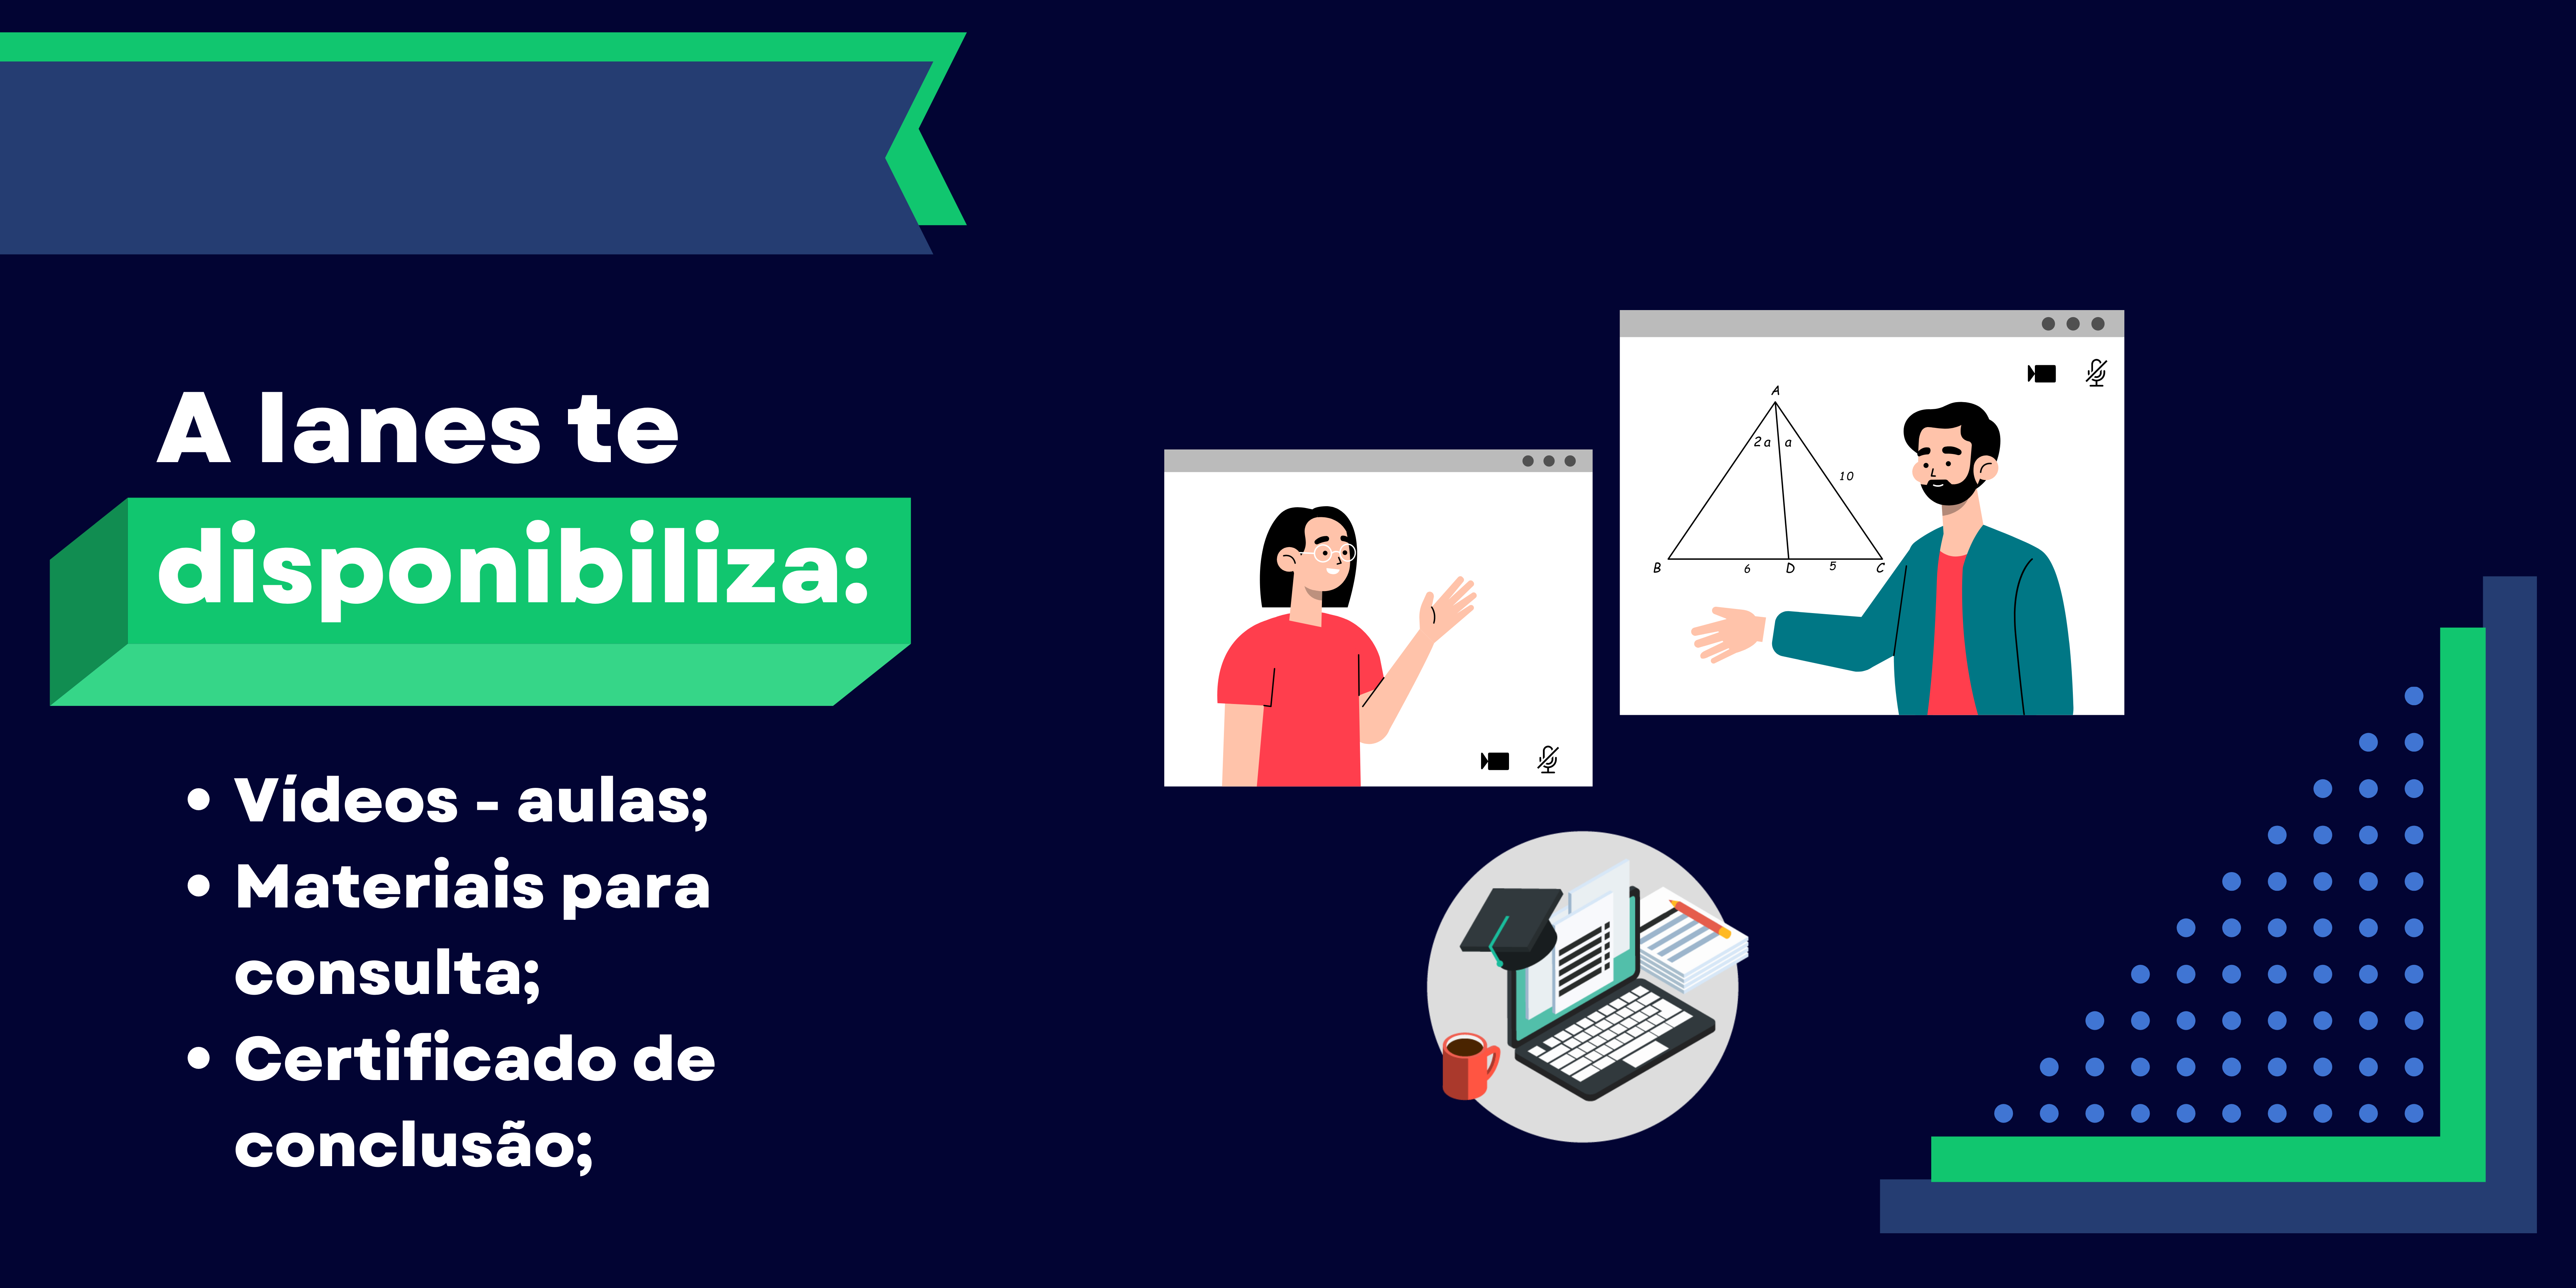 A Ianes te
disponibiliza:
• Vídeos - aulas;
• Materiais para
consulta;
• Certificado de
conclusão;
A
2a a
10
B 6 D 5 C